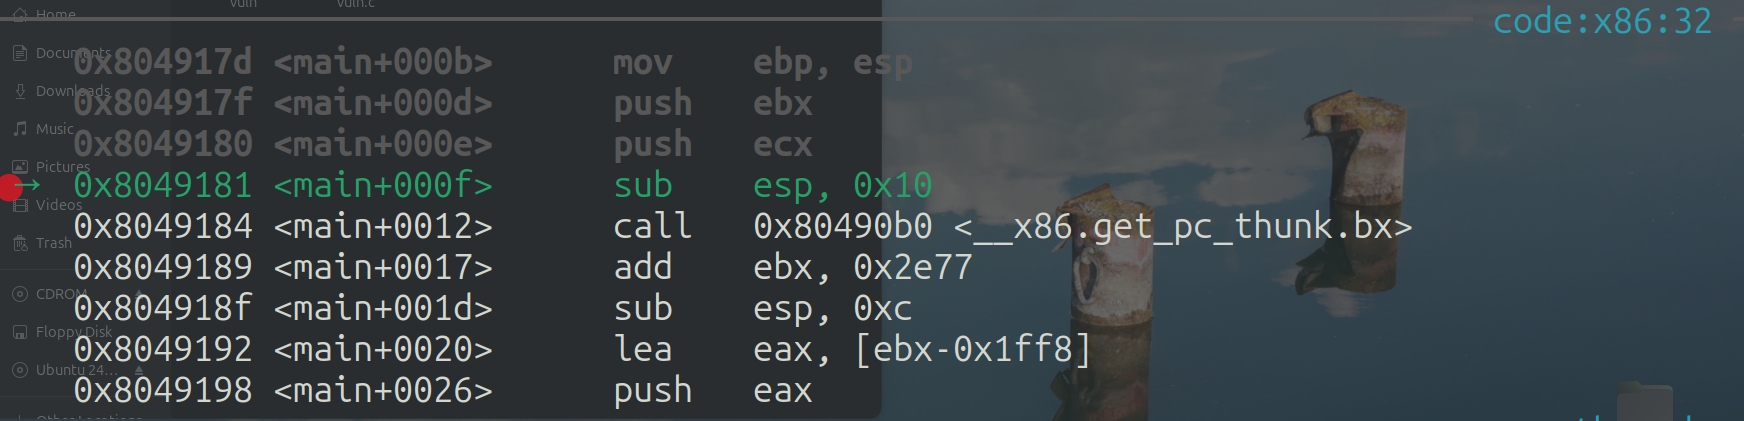 vuln vuln.c
code:x86:32
Home
Documents
Downloads
Music
Pictures
Videos
Trash
CDROM
Floppy Disk
Ubuntu 24...
Other Locations
0x804917d <main+000b> mov ebp, esp
0x804917f <main+000d> push ebx
0x8049180 <main+000e> push ecx
→ 0x8049181 <main+000f> sub esp, 0x10
0x8049184 <main+0012> call 0x80490b0 <__x86.get_pc_thunk.bx>
0x8049189 <main+0017> add ebx, 0x2e77
0x804918f <main+001d> sub esp, 0xc
0x8049192 <main+0020> lea eax, [ebx-0x1ff8]
0x8049198 <main+0026> push eax